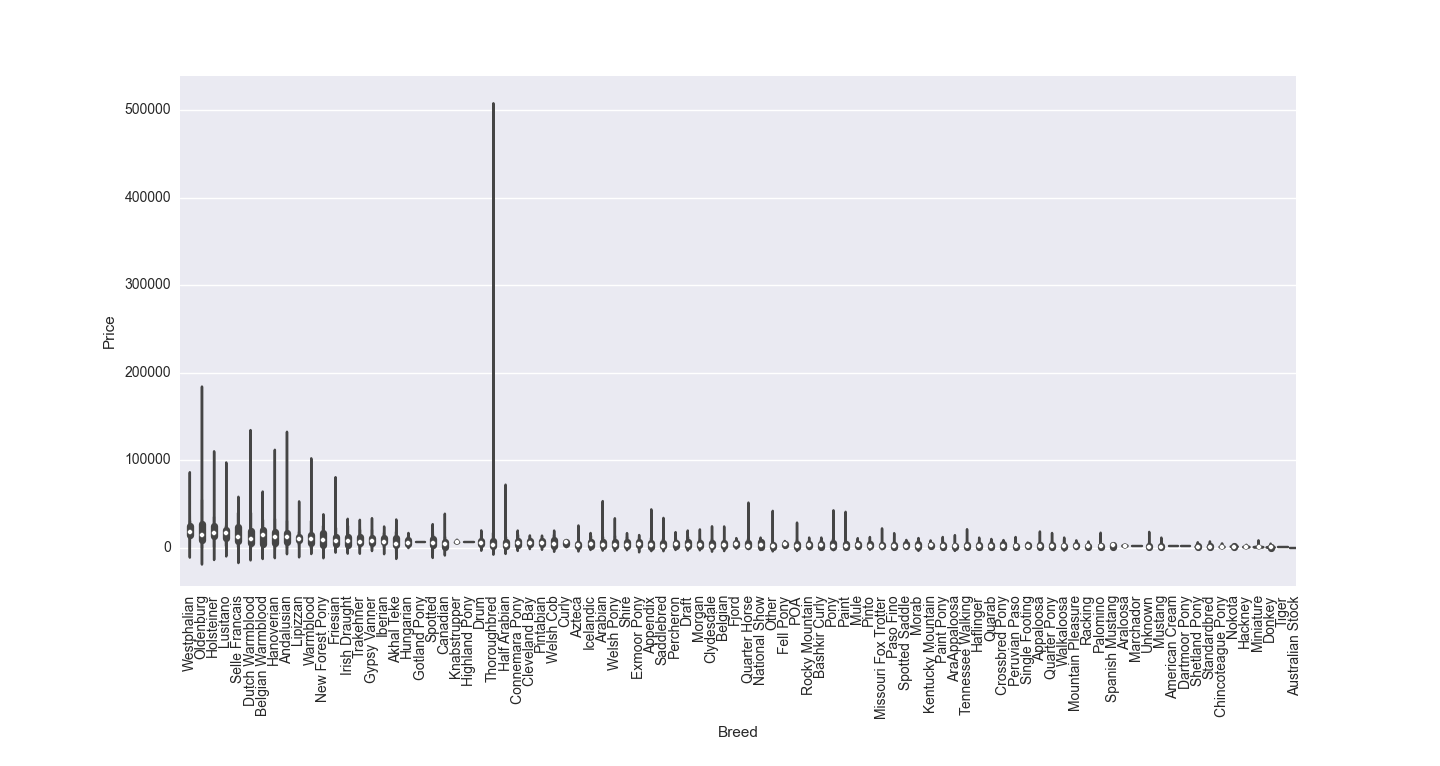 500000
400000
300000
200000
100000
0
Price
Westphalian
Oldenburg
Holsteiner
Lusitano
Selle Francais
Dutch Warmblood
Belgian Warmblood
Hanoverian
Andalusian
Lipizzan
Warmblood
New Forest Pony
Friesian
Irish Draught
Trakehner
Gypsy Vanner
Iberian
Akhal Teke
Hungarian
Gotland Pony
Spotted
Canadian
Knabstrupper
Highland Pony
Drum
Thoroughbred
Half Arabian
Connemara Pony
Cleveland Bay
Pintabian
Welsh Cob
Curly
Azteca
Icelandic
Arabian
Welsh Pony
Shire
Exmoor Pony
Appendix
Saddlebred
Percheron
Draft
Morgan
Clydesdale
Belgian
Fjord
Quarter Horse
National Show
Other
Fell Pony
POA
Rocky Mountain
Bashkir Curly
Pony
Paint
Mule
Pinto
Missouri Fox Trotter
Paso Fino
Spotted Saddle
Morab
Kentucky Mountain
Paint Pony
AraAppaloosa
Tennessee Walking
Haflinger
Quarab
Crossbred Pony
Peruvian Paso
Single Footing
Appaloosa
Quarter Pony
Walkaloosa
Mountain Pleasure
Racking
Palomino
Spanish Mustang
Araloosa
Marchador
Unknown
Mustang
American Cream
Dartmoor Pony
Shetland Pony
Standardbred
Chincoteague Pony
Nokota
Hackney
Miniature
Donkey
Tiger
Australian Stock
Breed